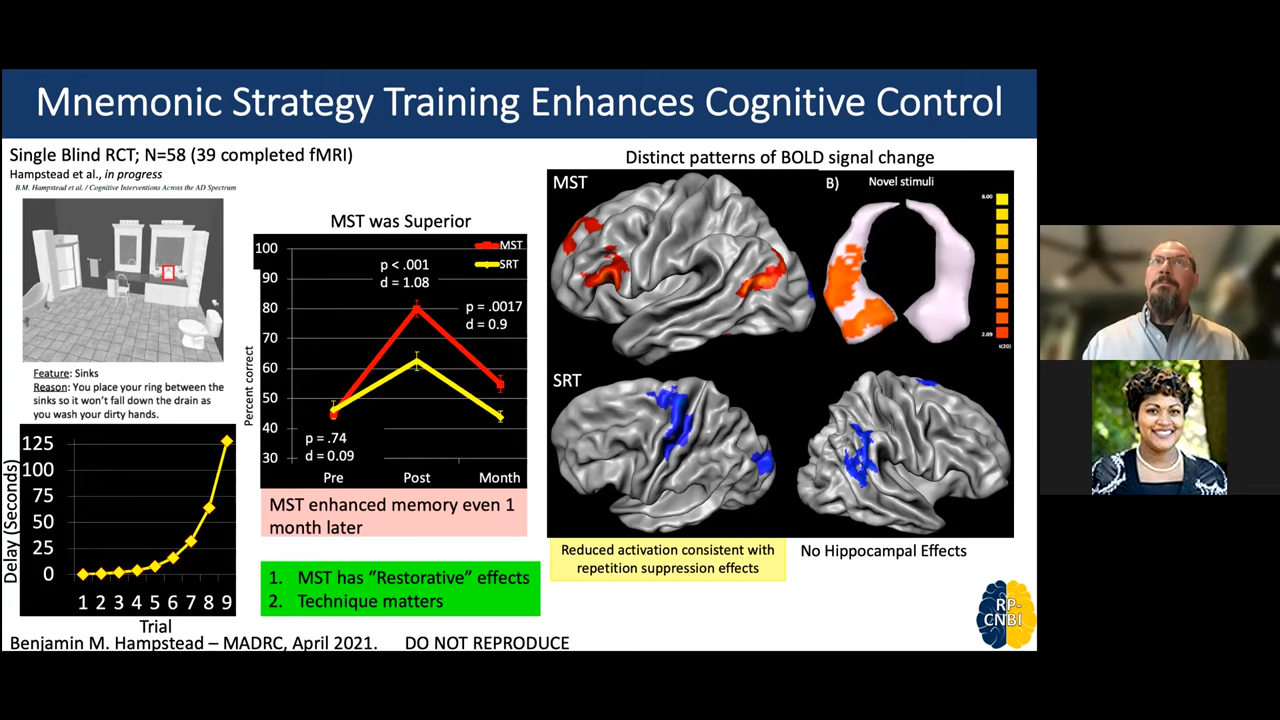 Mnemonic Strategy Training Enhances Cognitive Control
Single Blind RCT; N=58 (39 completed fMRI)
Hampstead et al., in progress
B.M. Hampstead et al. / Cognitive Interventions Across the AD Spectrum
Feature: Sinks
Reason: You place your ring between the
sinks so it won't fall down the drain as
you wash your dirty hands.
Delay (Seconds)
125
100
75
50
25
0
1 2 3 4 5 6 7 8 9
Trial
MST was Superior
Percent correct
100
90
80
70
60
50
40
30
MST
SRT
p < .001
d = 1.08
p = .0017
d = 0.9
p = .74
d = 0.09
Pre Post Month
MST enhanced memory even 1
month later
1. MST has "Restorative" effects
2. Technique matters
Distinct patterns of BOLD signal change
MST
B) Novel stimuli
8.00
2.09
t(20)
SRT
Reduced activation consistent with
repetition suppression effects
No Hippocampal Effects
RP-
CNBI
Benjamin M. Hampstead – MADRC, April 2021. DO NOT REPRODUCE